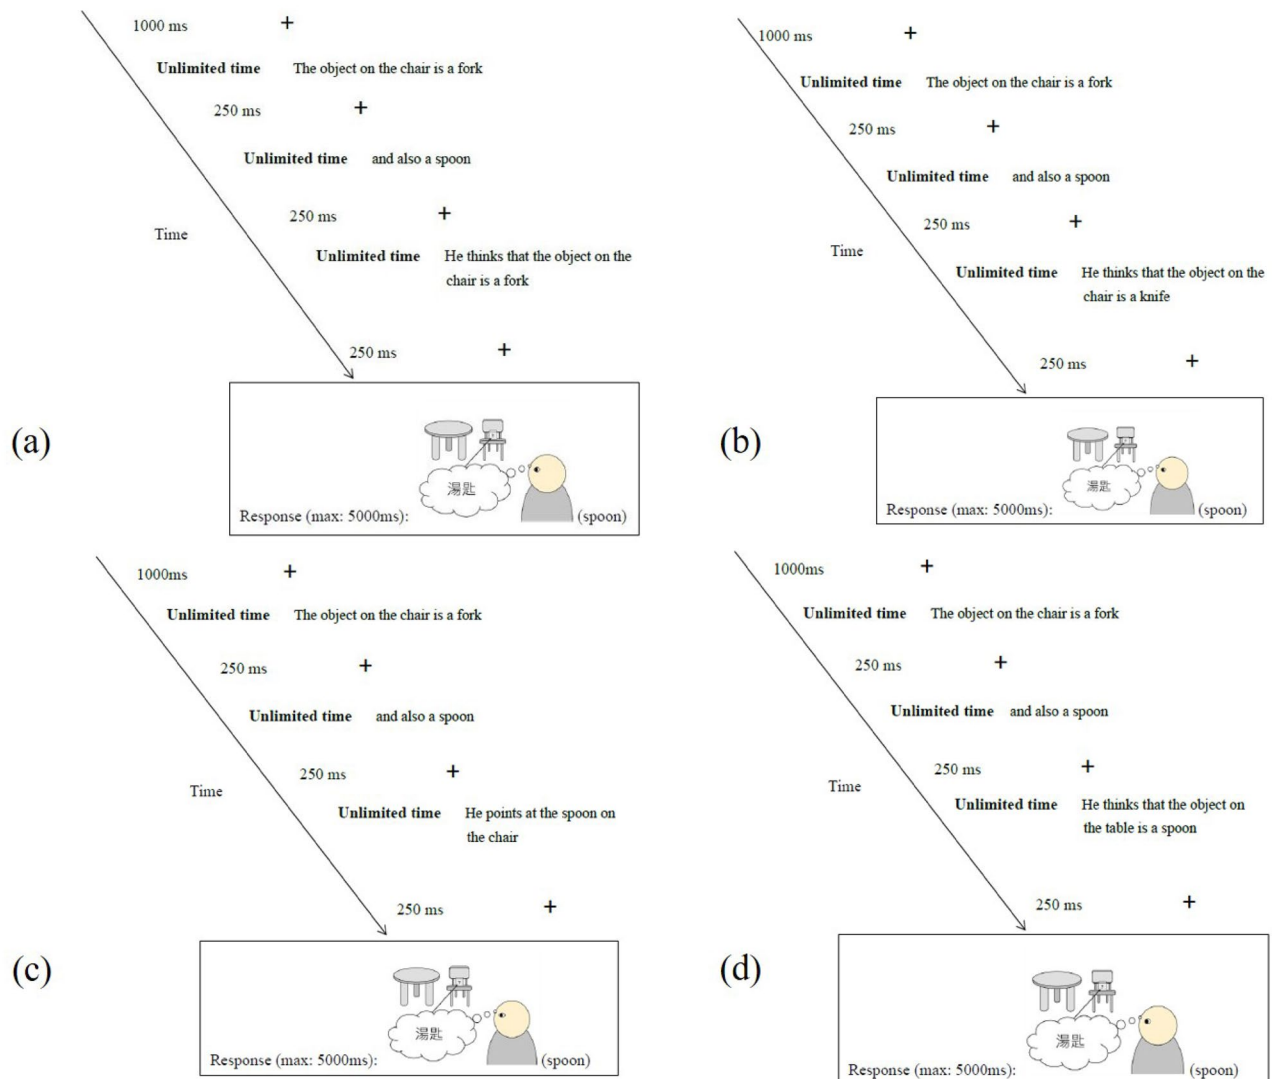 1000 ms +
Unlimited time The object on the chair is a fork
250 ms +
Unlimited time and also a spoon
250 ms +
Time
Unlimited time He thinks that the object on the
chair is a fork
250 ms +
(a)
湯匙
Response (max: 5000ms): (spoon)
1000 ms +
Unlimited time The object on the chair is a fork
250 ms +
Unlimited time and also a spoon
250 ms +
Time
Unlimited time He thinks that the object on the
chair is a knife
250 ms +
(b)
湯匙
Response (max: 5000ms): (spoon)
1000ms +
Unlimited time The object on the chair is a fork
250 ms +
Unlimited time and also a spoon
250 ms +
Time
Unlimited time He points at the spoon on
the chair
250 ms +
(c)
湯匙
Response (max: 5000ms): (spoon)
1000ms +
Unlimited time The object on the chair is a fork
250 ms +
Unlimited time and also a spoon
250 ms +
Time
Unlimited time He thinks that the object on
the table is a spoon
250 ms +
(d)
湯匙
Response (max: 5000ms): (spoon)